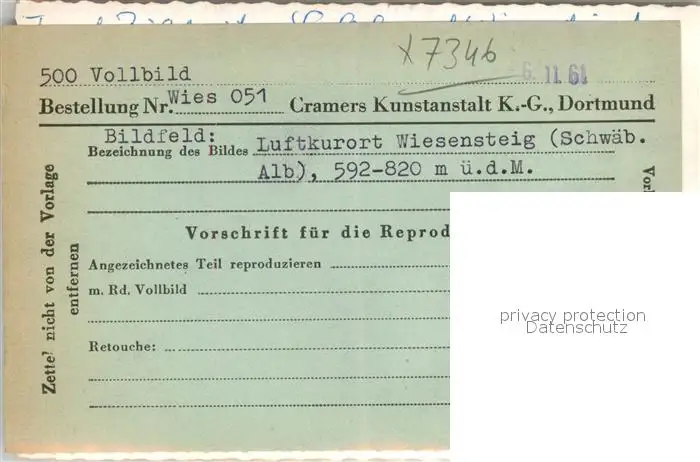 x 7346
500 Vollbild
6. 11. 61
Bestellung Nr. Wies 051 Cramers Kunstanstalt K.-G., Dortmund
Bildfeld:
Bezeichnung des Bildes Luftkurort Wiesensteig (Schwäb.
Alb), 592-820 m ü.d.M.
Zettel nicht von der Vorlage
entfernen
Vorschrift für die Reprod
Angezeichnetes Teil reproduzieren
m. Rd. Vollbild
Retouche:
privacy protection
Datenschutz